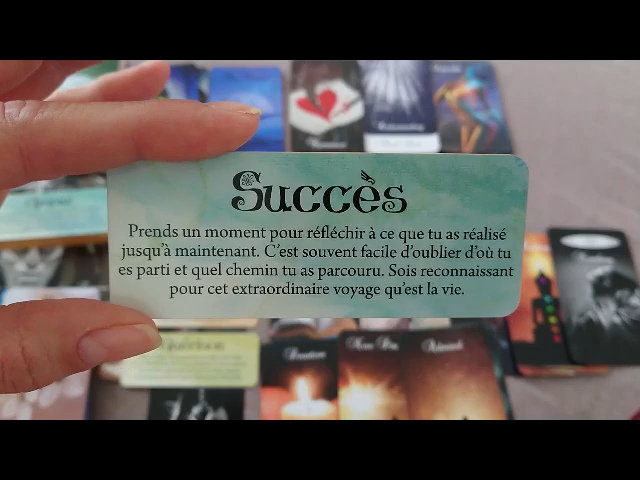 Succès
Prends un moment pour réfléchir à ce que tu as réalisé
jusqu'à maintenant. C'est souvent facile d'oublier d'où tu
es parti et quel chemin tu as parcouru. Sois reconnaissant
pour cet extraordinaire voyage qu'est la vie.